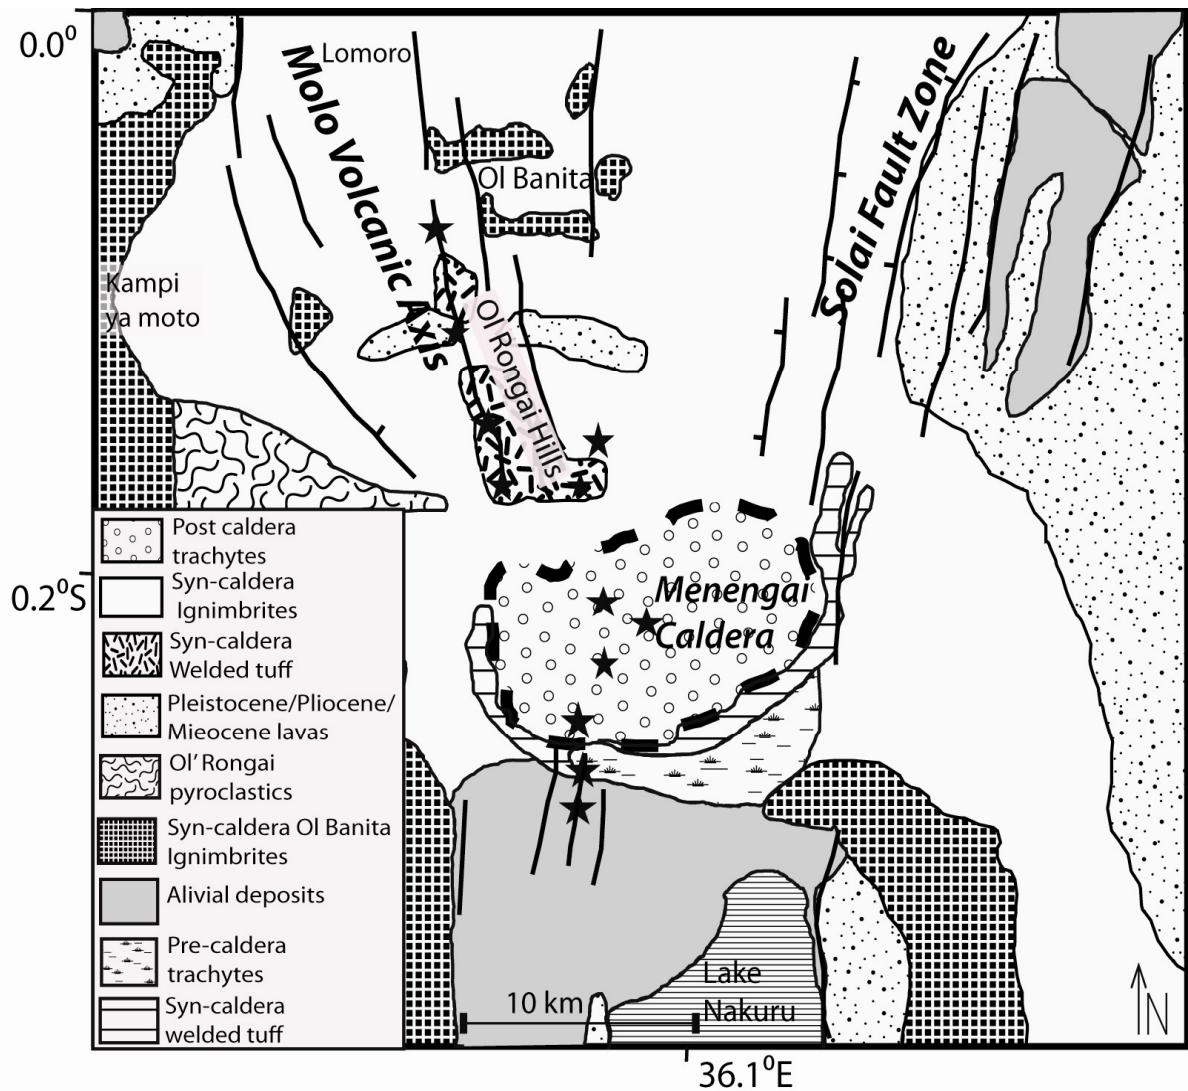 0.0⁰
Lomoro
Molo Volcanic Axis
Solai Fault Zone
Ol Banita
Kampi
ya moto
Ol Rongai Hills
0.2⁰S
Menengai
Caldera
Post caldera
trachytes
Syn-caldera
Ignimbrites
Syn-caldera
Welded tuff
Pleistocene/Pliocene/
Mieocene lavas
Ol' Rongai
pyroclastics
Syn-caldera Ol Banita
Ignimbrites
Alivial deposits
Pre-caldera
trachytes
Syn-caldera
welded tuff
10 km
Lake
Nakuru
N
36.1⁰E